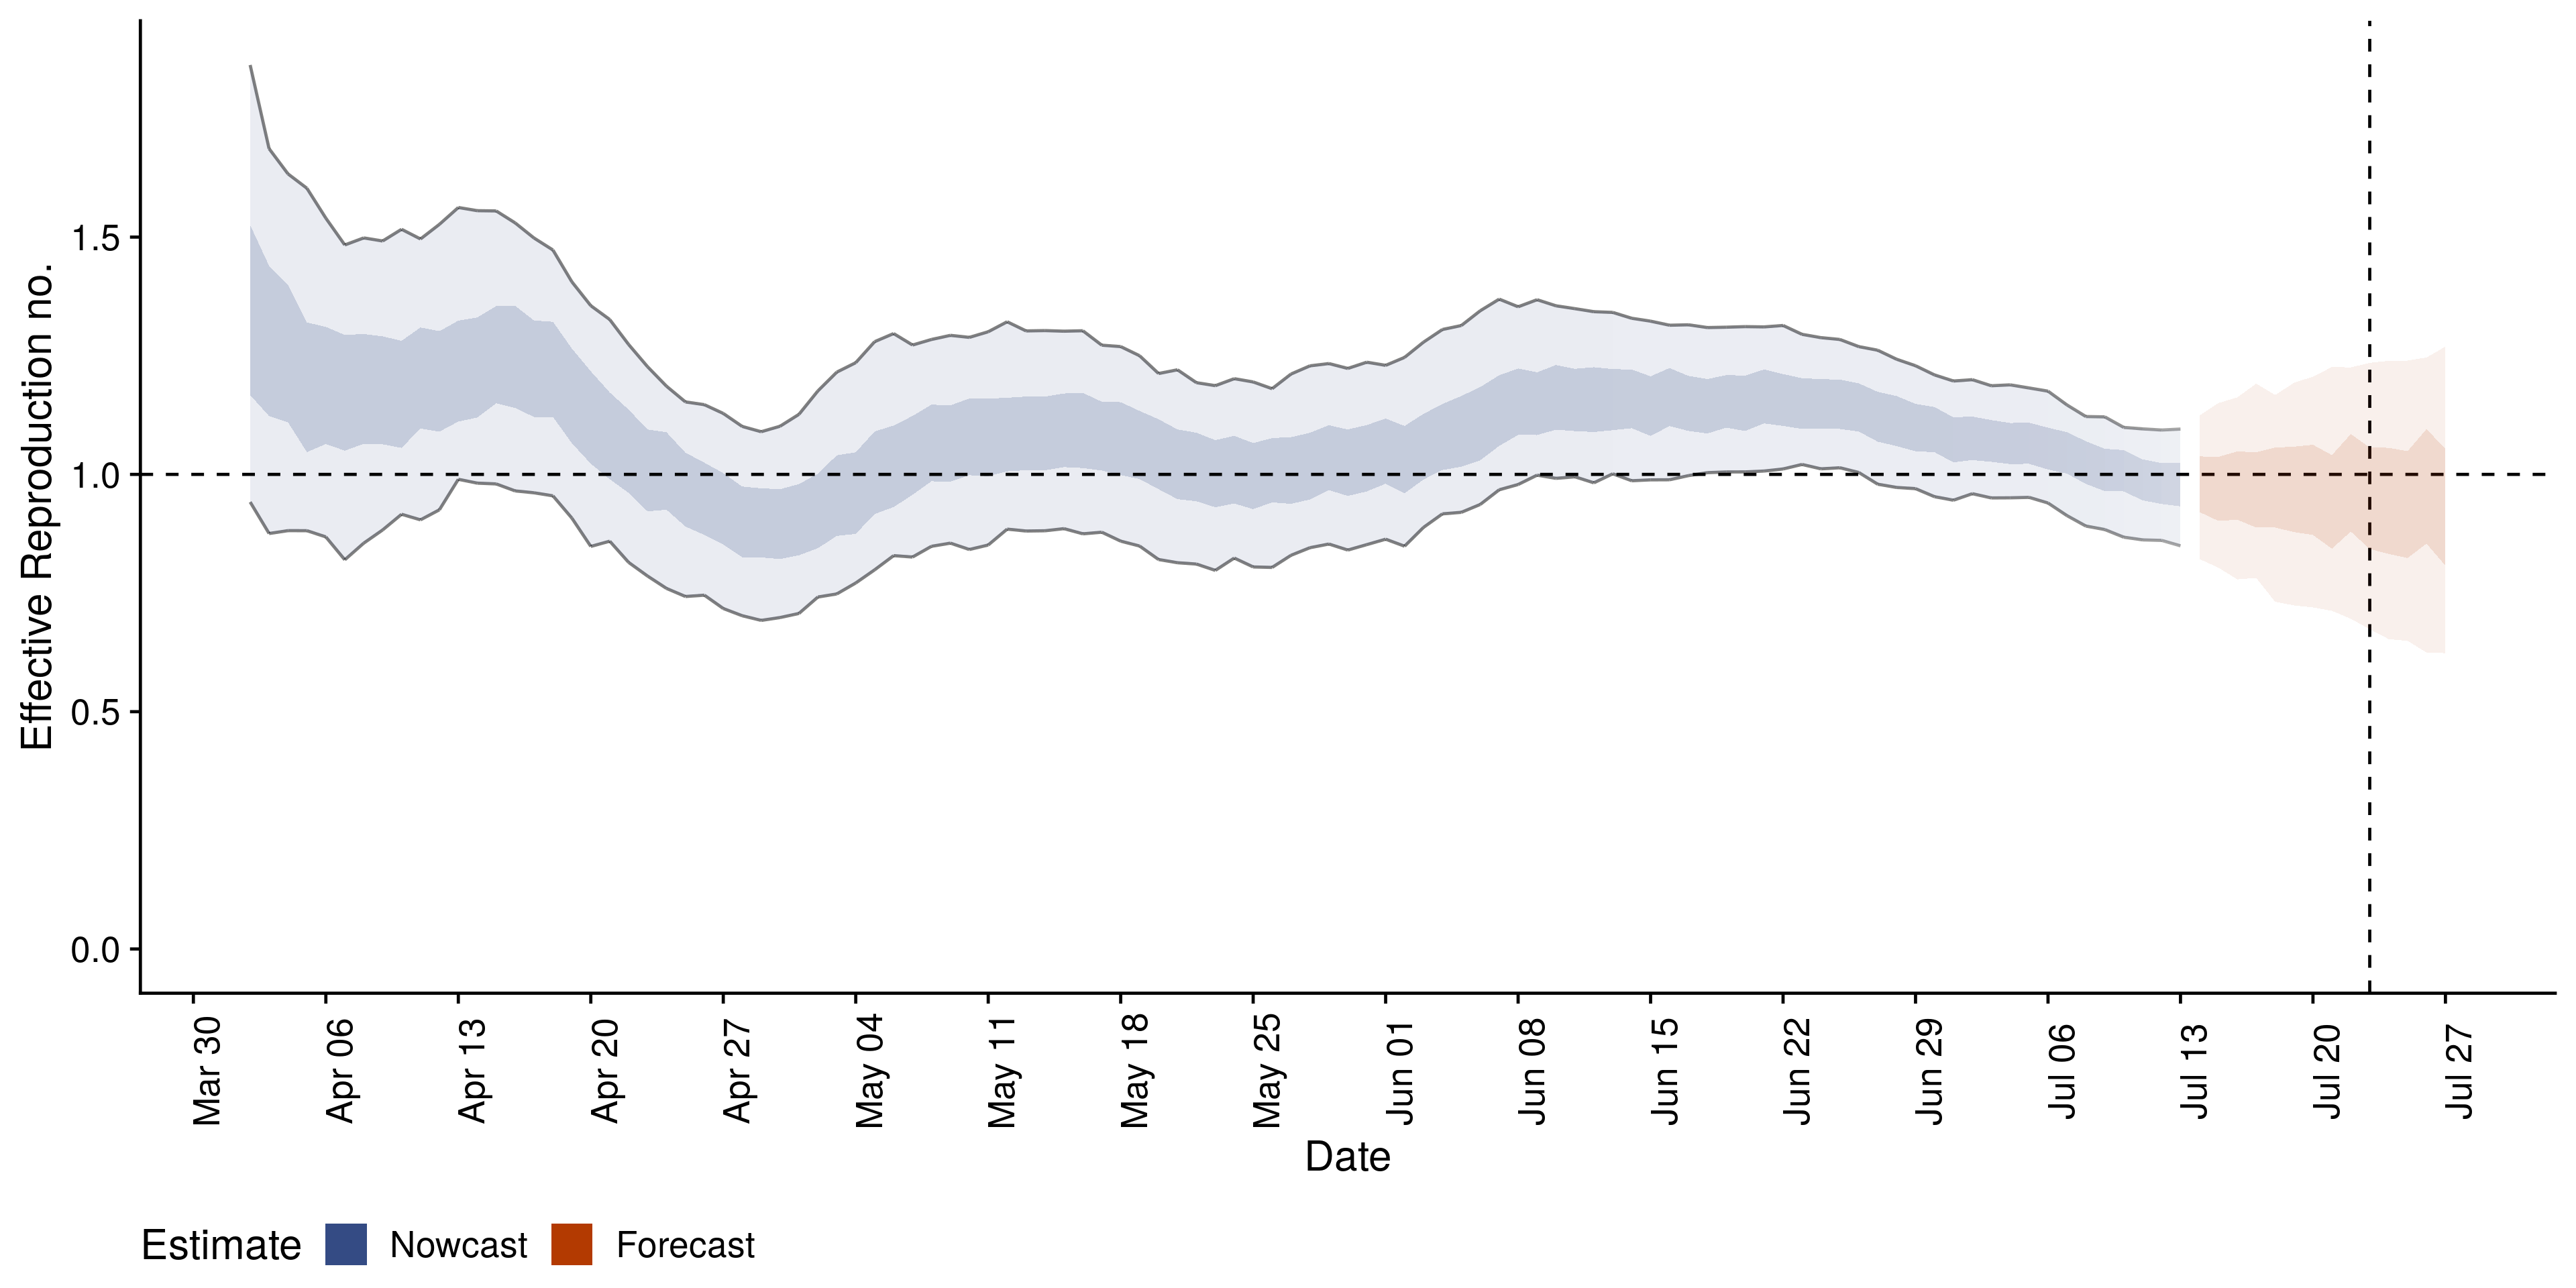 Effective Reproduction no.
1.5
1.0
0.5
0.0
Mar 30
Apr 06
Apr 13
Apr 20
Apr 27
May 04
May 11
May 18
May 25
Jun 01
Jun 08
Jun 15
Jun 22
Jun 29
Jul 06
Jul 13
Jul 20
Jul 27
Date
Estimate Nowcast Forecast